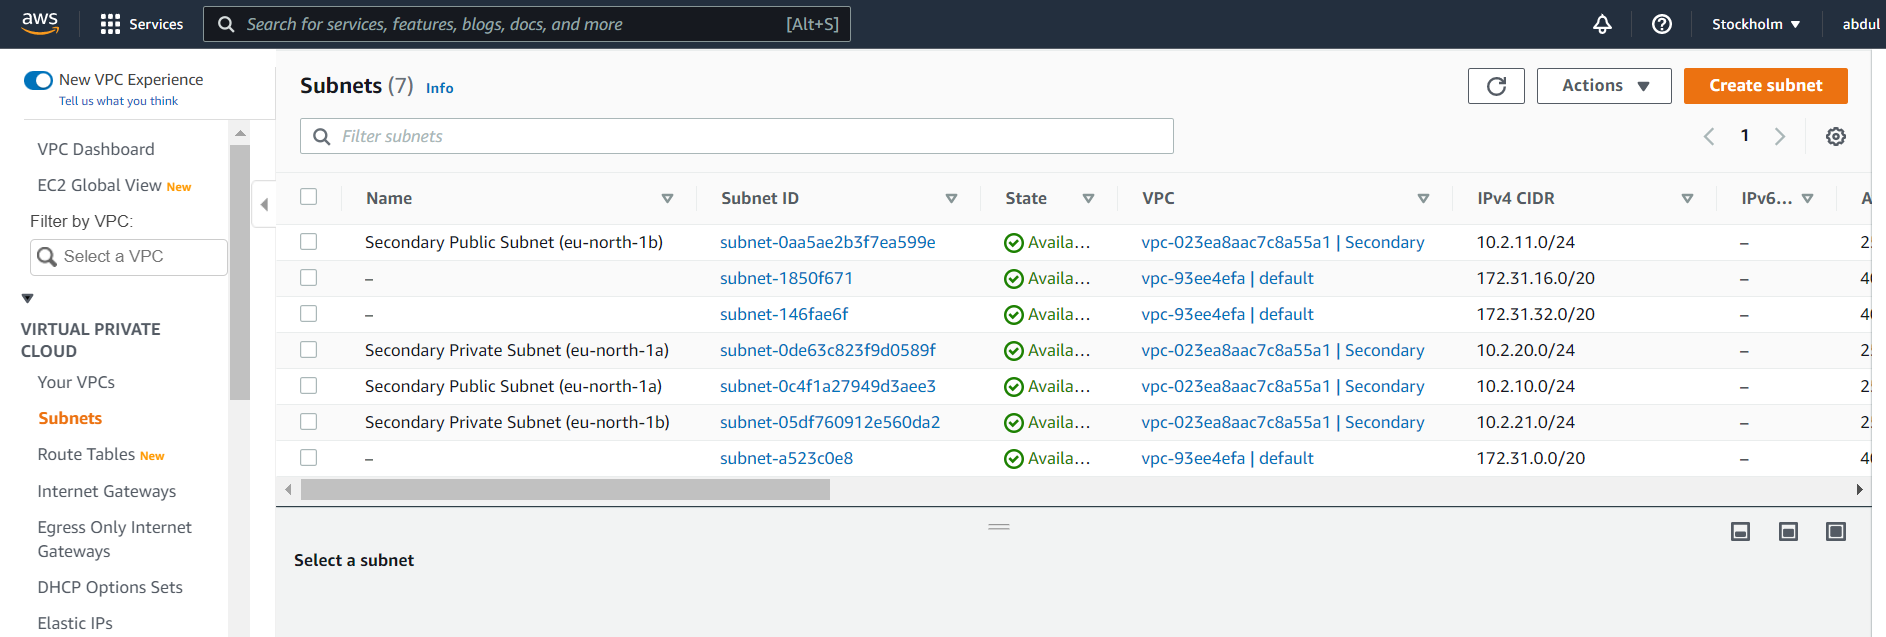 aws Services Search for services, features, blogs, docs, and more [Alt+S] Stockholm abdul
New VPC Experience
Tell us what you think
VPC Dashboard
EC2 Global View New
Filter by VPC:
Select a VPC
VIRTUAL PRIVATE
CLOUD
Your VPCs
Subnets
Route Tables New
Internet Gateways
Egress Only Internet
Gateways
DHCP Options Sets
Elastic IPs
Subnets (7) Info
Actions
Create subnet
Filter subnets
1
Name Subnet ID State VPC IPv4 CIDR IPv6... A
Secondary Public Subnet (eu-north-1b) subnet-0aa5ae2b3f7ea599e Availa... vpc-023ea8aac7c8a55a1 | Secondary 10.2.11.0/24 –
– subnet-1850f671 Availa... vpc-93ee4efa | default 172.31.16.0/20 –
– subnet-146fae6f Availa... vpc-93ee4efa | default 172.31.32.0/20 –
Secondary Private Subnet (eu-north-1a) subnet-0de63c823f9d0589f Availa... vpc-023ea8aac7c8a55a1 | Secondary 10.2.20.0/24 –
Secondary Public Subnet (eu-north-1a) subnet-0c4f1a27949d3aee3 Availa... vpc-023ea8aac7c8a55a1 | Secondary 10.2.10.0/24 –
Secondary Private Subnet (eu-north-1b) subnet-05df760912e560da2 Availa... vpc-023ea8aac7c8a55a1 | Secondary 10.2.21.0/24 –
– subnet-a523c0e8 Availa... vpc-93ee4efa | default 172.31.0.0/20 –
Select a subnet